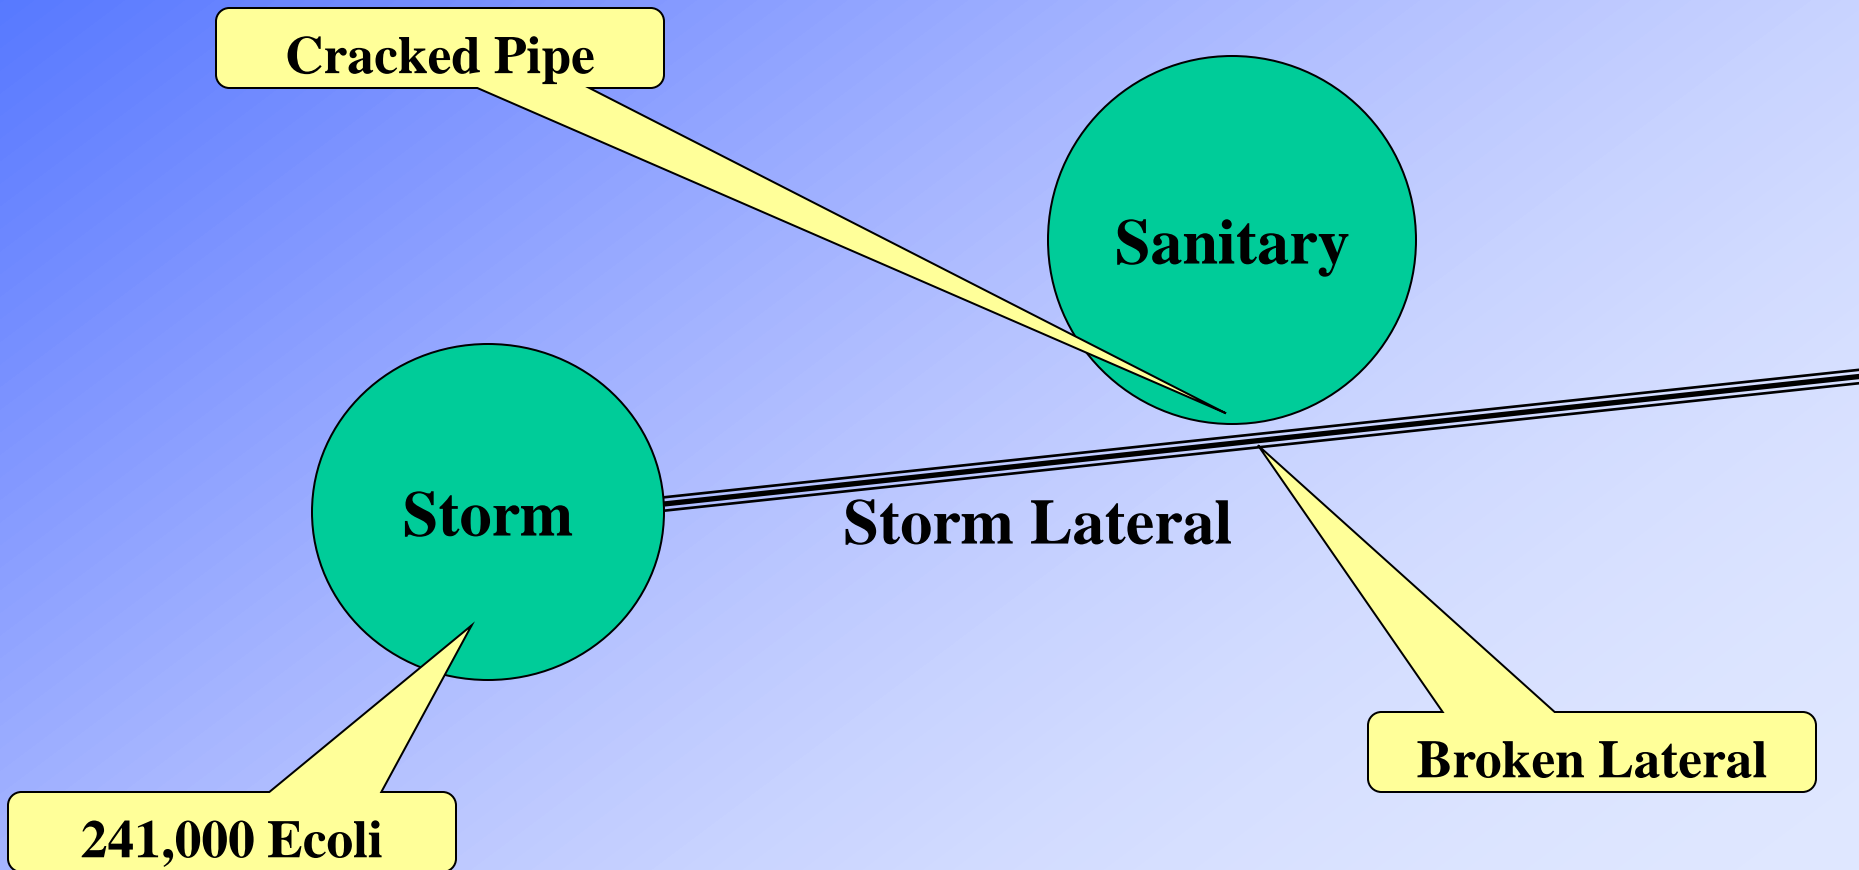 Cracked Pipe
Sanitary
Storm
Storm Lateral
Broken Lateral
241,000 Ecoli